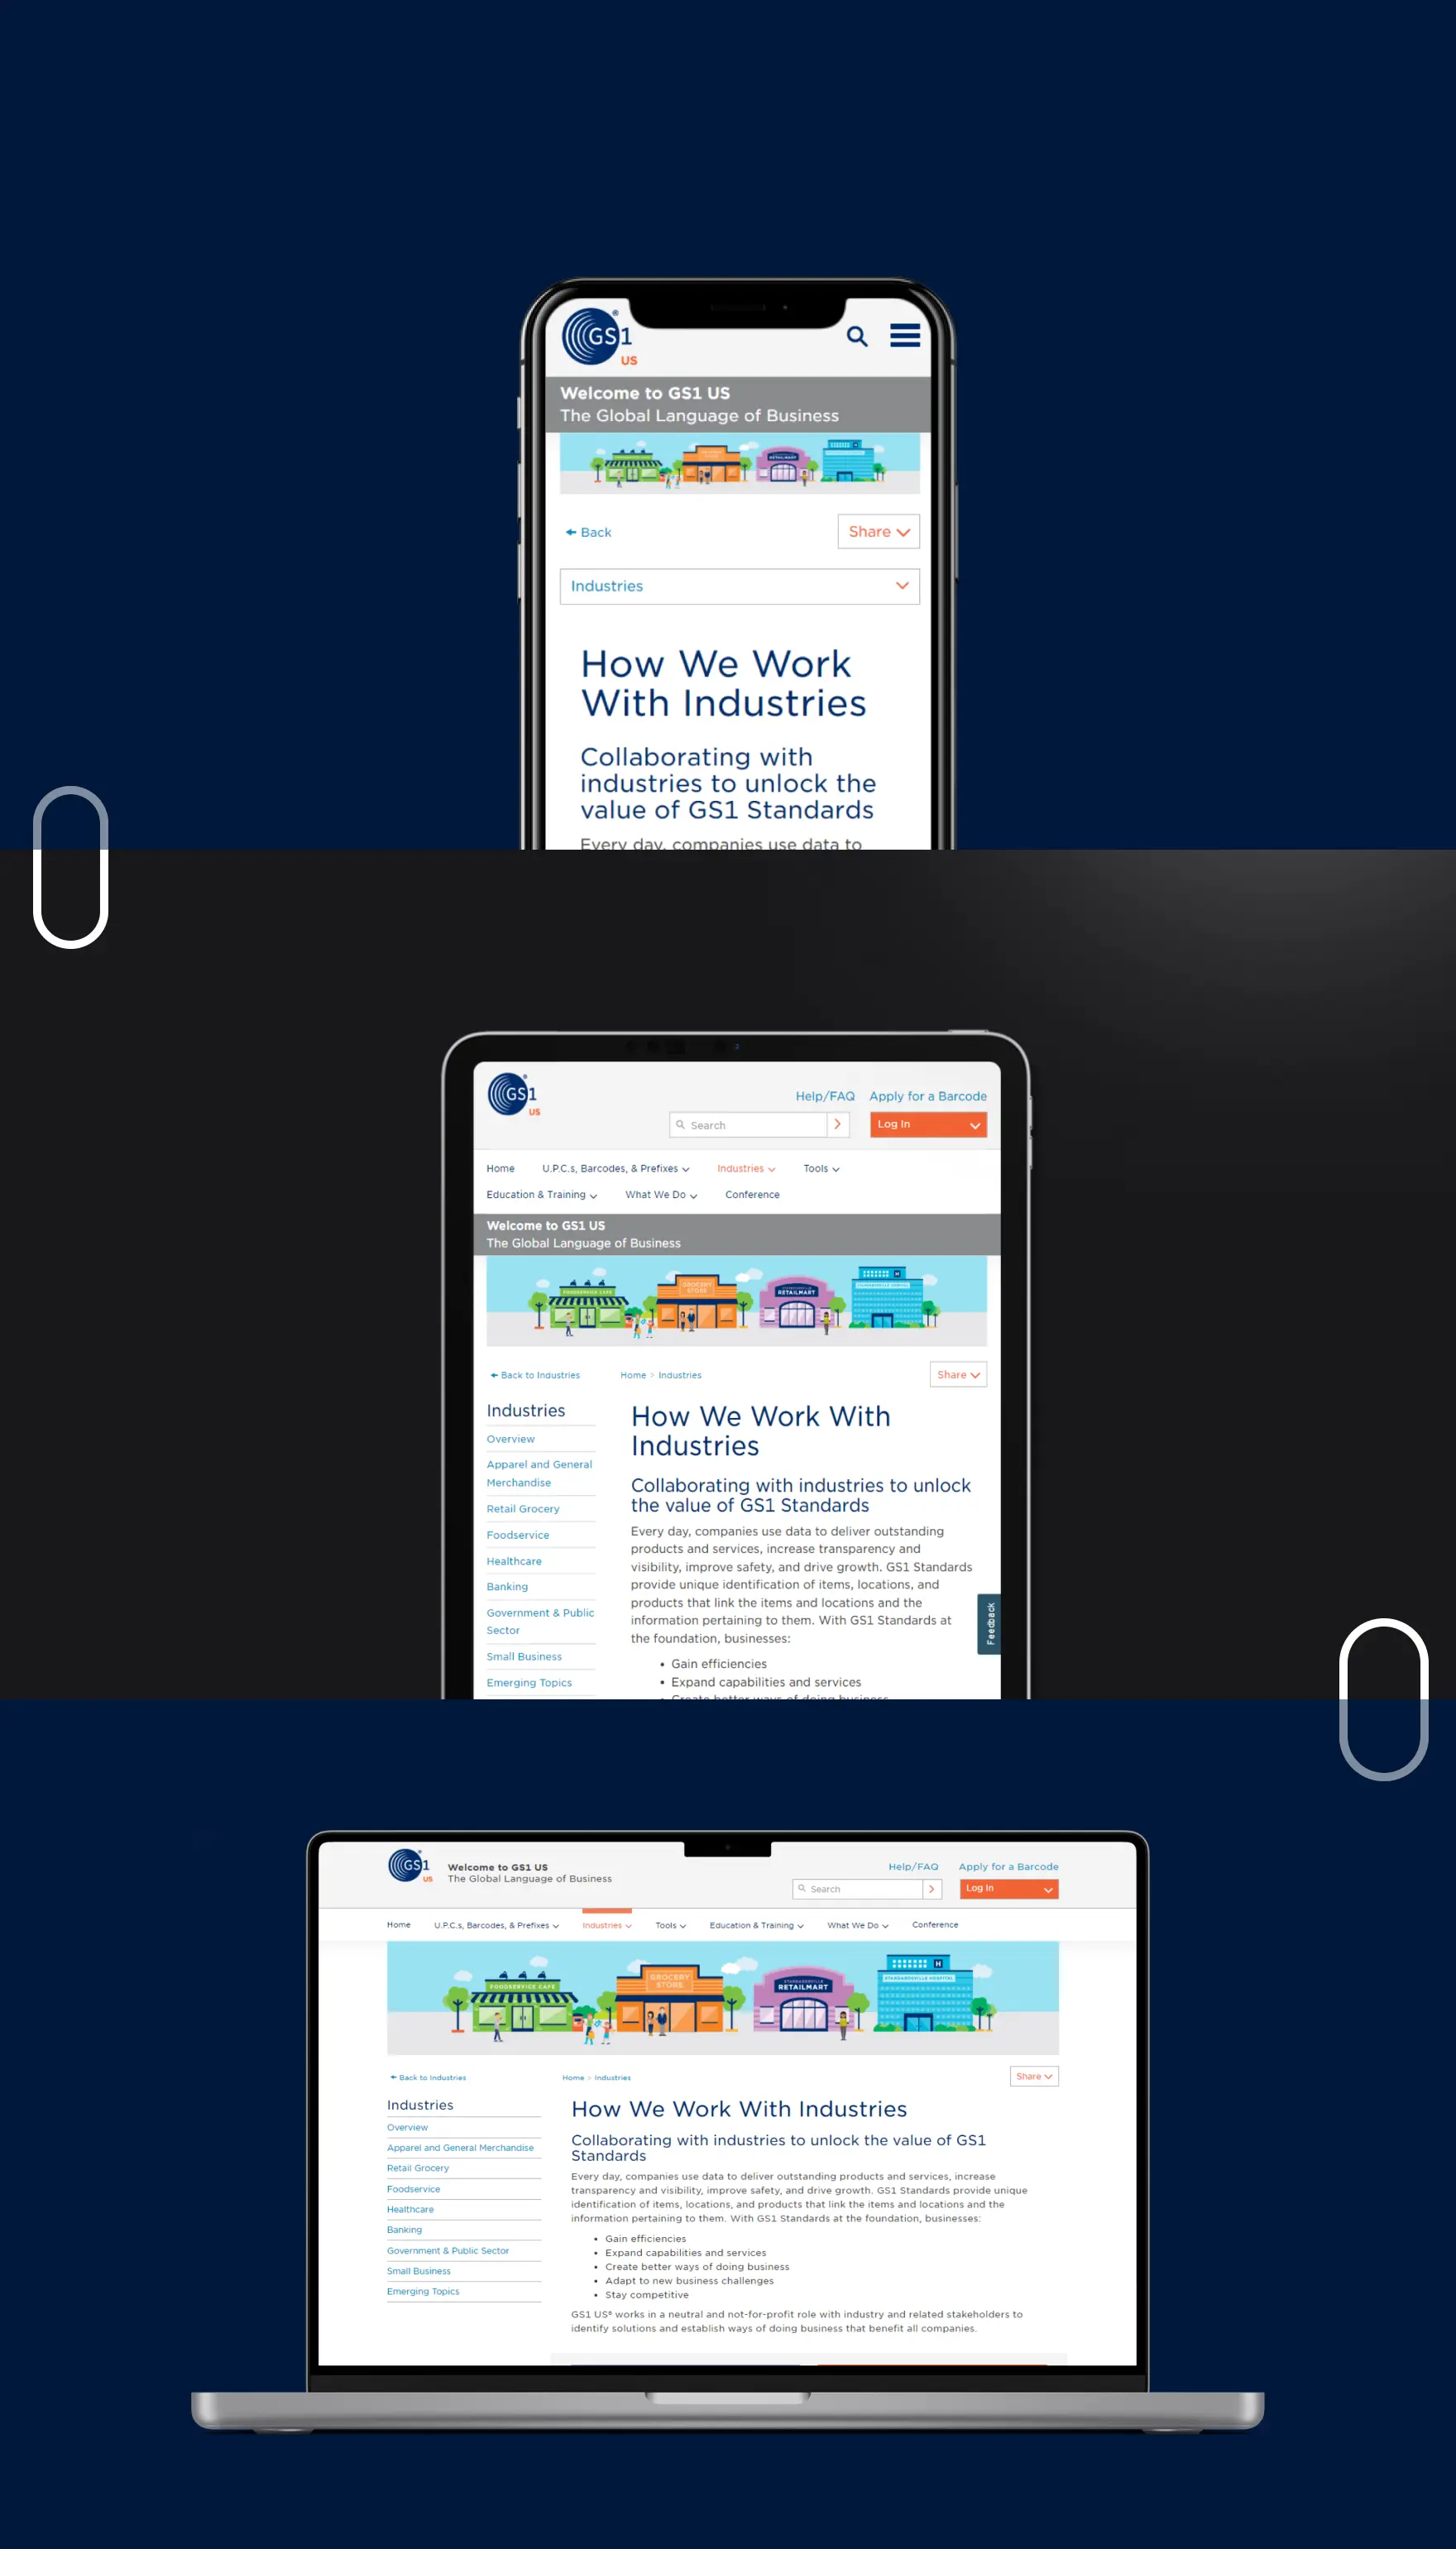 GS1®
US
Welcome to GS1 US
The Global Language of Business
Back
Share
Industries
How We Work
With Industries
Collaborating with
industries to unlock the
value of GS1 Standards
Every day, companies use data to
GS1®
US
Help/FAQ Apply for a Barcode
Search Log In
Home U.P.C.s, Barcodes, & Prefixes Industries Tools
Education & Training What We Do Conference
Welcome to GS1 US
The Global Language of Business
FOODSERVICE CAFE
GROCERY
STORE
RETAILMART
H
Back to Industries Home > Industries Share
Industries
Overview
Apparel and General
Merchandise
Retail Grocery
Foodservice
Healthcare
Banking
Government & Public
Sector
Small Business
Emerging Topics
How We Work With
Industries
Collaborating with industries to unlock
the value of GS1 Standards
Every day, companies use data to deliver outstanding
products and services, increase transparency and
visibility, improve safety, and drive growth. GS1 Standards
provide unique identification of items, locations, and
products that link the items and locations and the
information pertaining to them. With GS1 Standards at
the foundation, businesses:
• Gain efficiencies
• Expand capabilities and services
• Create better ways of doing business
Feedback
GS1®
US
Welcome to GS1 US
The Global Language of Business
Help/FAQ Apply for a Barcode
Search Log In
Home U.P.C.s, Barcodes, & Prefixes Industries Tools Education & Training What We Do Conference
FOODSERVICE CAFE
GROCERY
STORE
STANDARDSVILLE
RETAILMART
H
STANDARDSVILLE HOSPITAL
Back to Industries Home > Industries Share
Industries
Overview
Apparel and General Merchandise
Retail Grocery
Foodservice
Healthcare
Banking
Government & Public Sector
Small Business
Emerging Topics
How We Work With Industries
Collaborating with industries to unlock the value of GS1
Standards
Every day, companies use data to deliver outstanding products and services, increase
transparency and visibility, improve safety, and drive growth. GS1 Standards provide unique
identification of items, locations, and products that link the items and locations and the
information pertaining to them. With GS1 Standards at the foundation, businesses:
• Gain efficiencies
• Expand capabilities and services
• Create better ways of doing business
• Adapt to new business challenges
• Stay competitive
GS1 US® works in a neutral and not-for-profit role with industry and related stakeholders to
identify solutions and establish ways of doing business that benefit all companies.